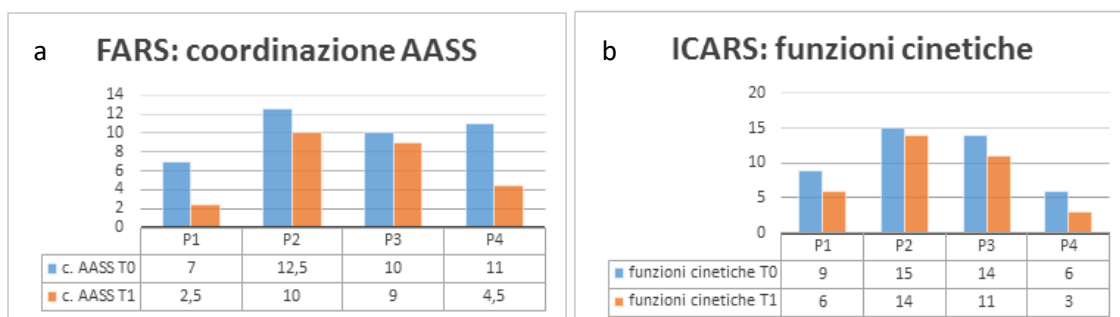 a FARS: coordinazione AASS
14
12
10
8
6
4
2
0
P1 P2 P3 P4
c. AASS T0 7 12,5 10 11
c. AASS T1 2,5 10 9 4,5
b ICARS: funzioni cinetiche
20
15
10
5
0
P1 P2 P3 P4
funzioni cinetiche T0 9 15 14 6
funzioni cinetiche T1 6 14 11 3